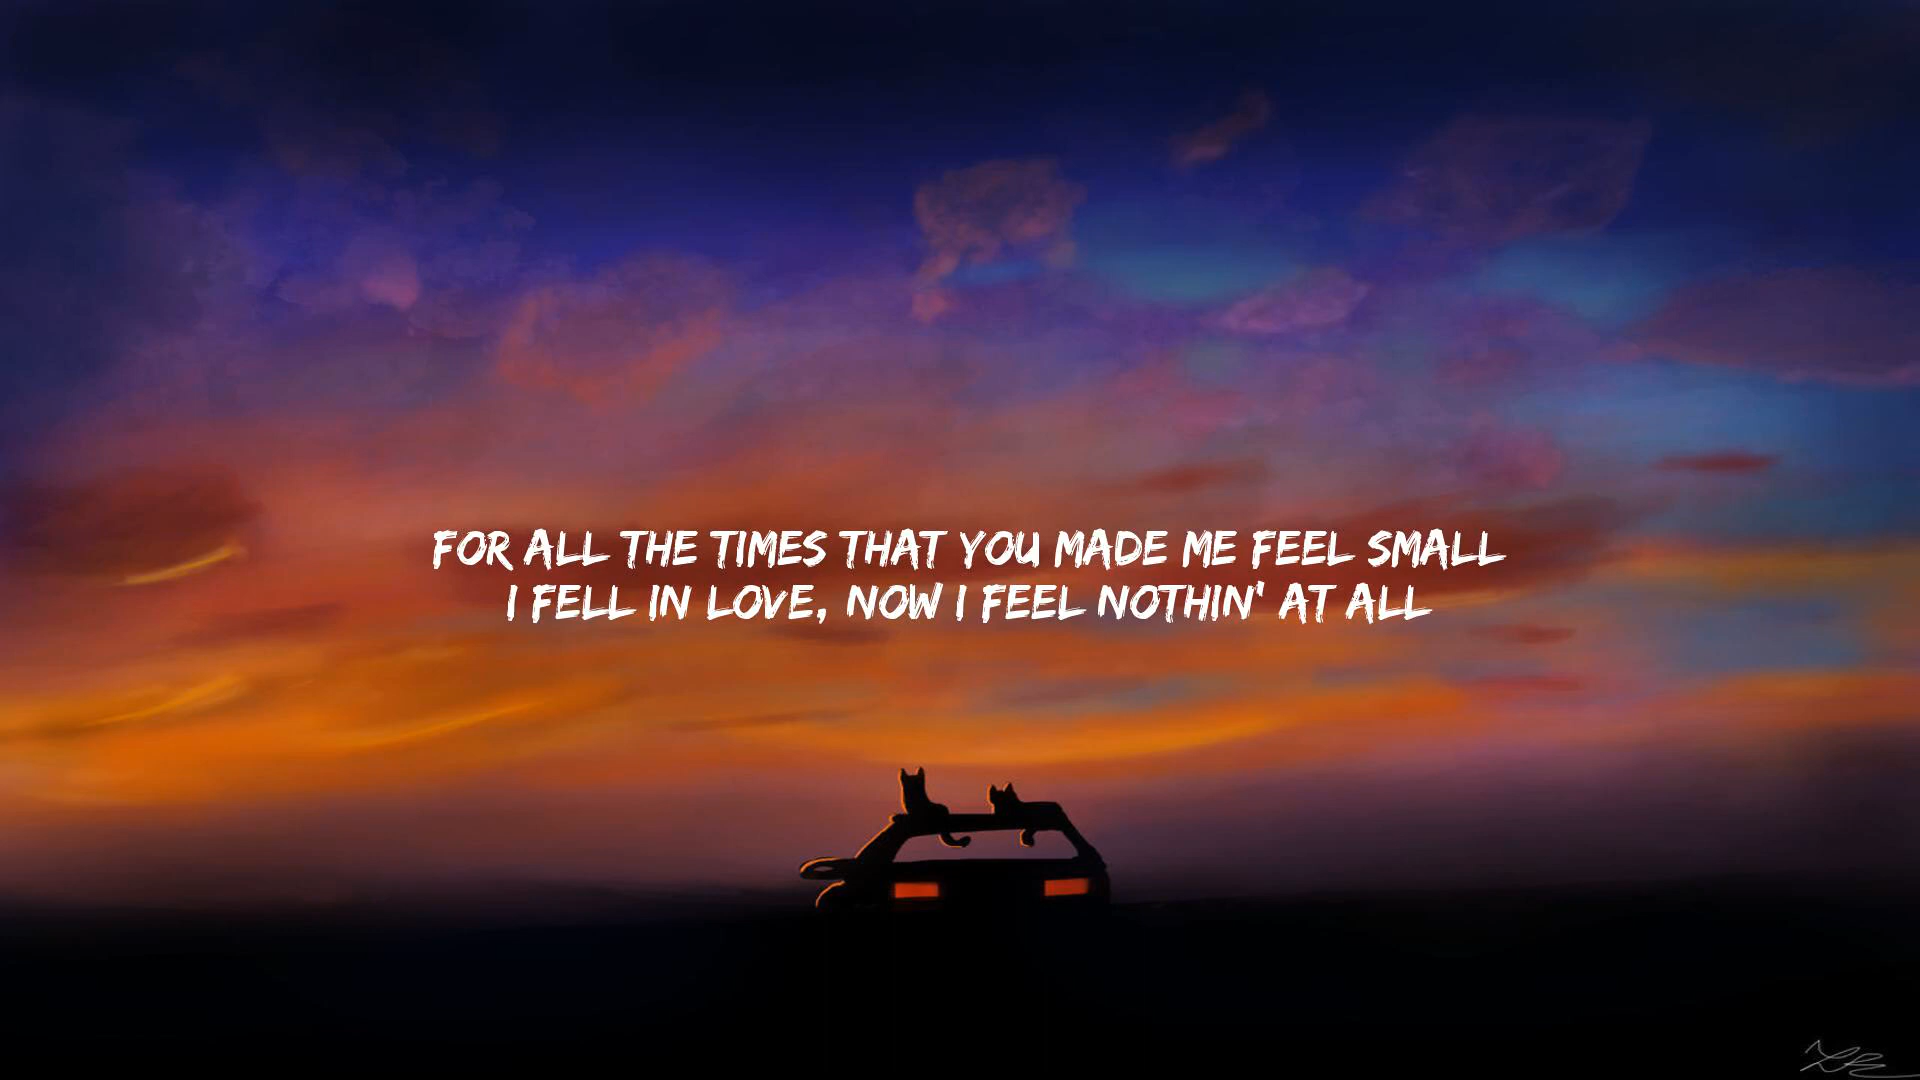 FOR ALL THE TIMES THAT YOU MADE ME FEEL SMALL
I FELL IN LOVE, NOW I FEEL NOTHIN' AT ALL